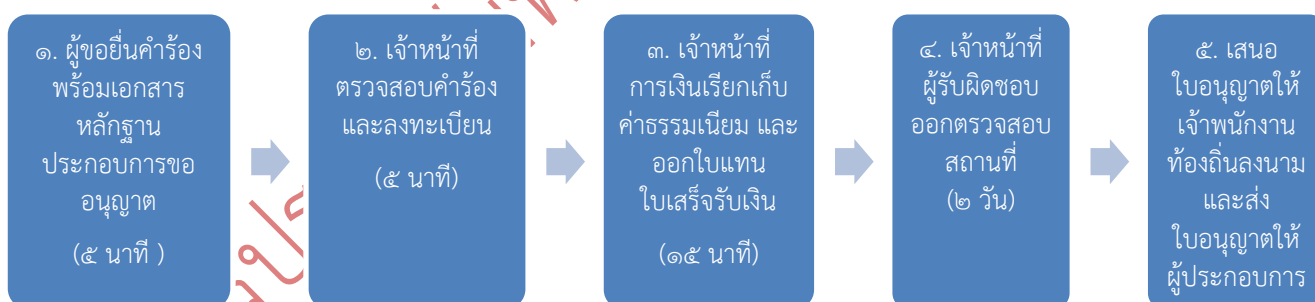 ๑. ผู้ขอยื่นคำร้อง
พร้อมเอกสาร
หลักฐาน
ประกอบการขอ
อนุญาต
(๕ นาที )
๒. เจ้าหน้าที่
ตรวจสอบคำร้อง
และลงทะเบียน
(๕ นาที)
๓. เจ้าหน้าที่
การเงินเรียกเก็บ
ค่าธรรมเนียม และ
ออกใบแทน
ใบเสร็จรับเงิน
(๑๕ นาที)
๔. เจ้าหน้าที่
ผู้รับผิดชอบ
ออกตรวจสอบ
สถานที่
(๒ วัน)
๕. เสนอ
ใบอนุญาตให้
เจ้าพนักงาน
ท้องถิ่นลงนาม
และส่ง
ใบอนุญาตให้
ผู้ประกอบการ